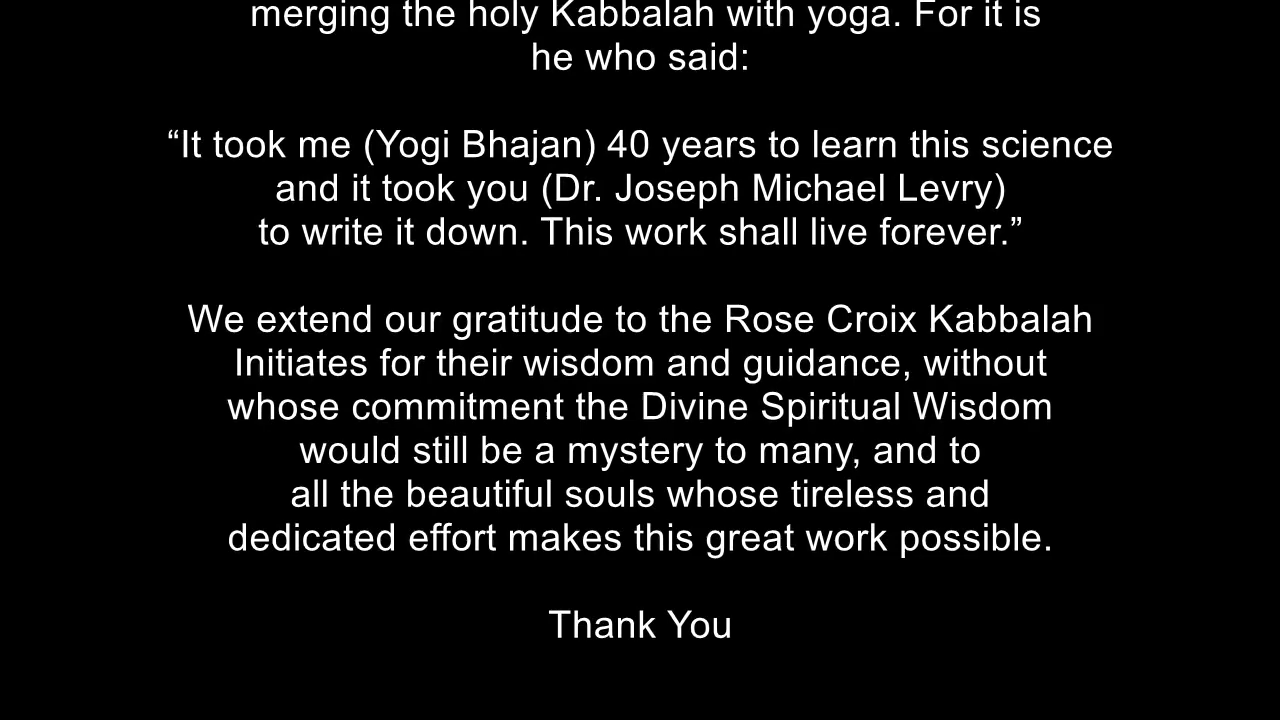 merging the holy Kabbalah with yoga. For it is
he who said:
“It took me (Yogi Bhajan) 40 years to learn this science
and it took you (Dr. Joseph Michael Levry)
to write it down. This work shall live forever.”
We extend our gratitude to the Rose Croix Kabbalah
Initiates for their wisdom and guidance, without
whose commitment the Divine Spiritual Wisdom
would still be a mystery to many, and to
all the beautiful souls whose tireless and
dedicated effort makes this great work possible.
Thank You